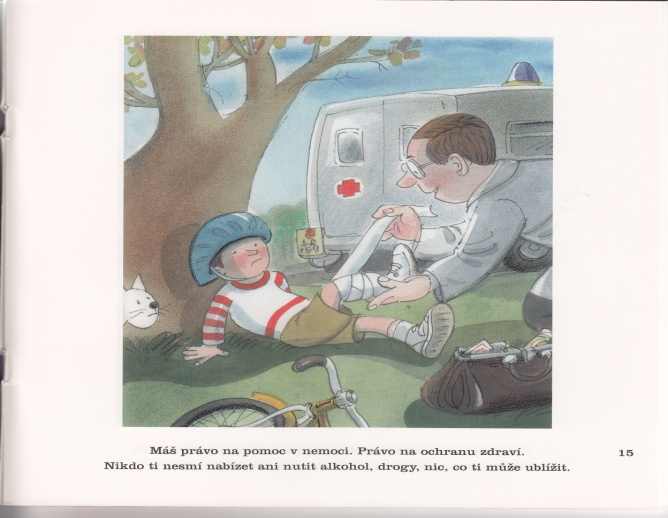 Máš právo na pomoc v nemoci. Právo na ochranu zdraví.
15
Nikdo ti nesmí nabízet ani nutit alkohol, drogy, nic, co ti může ublížit.